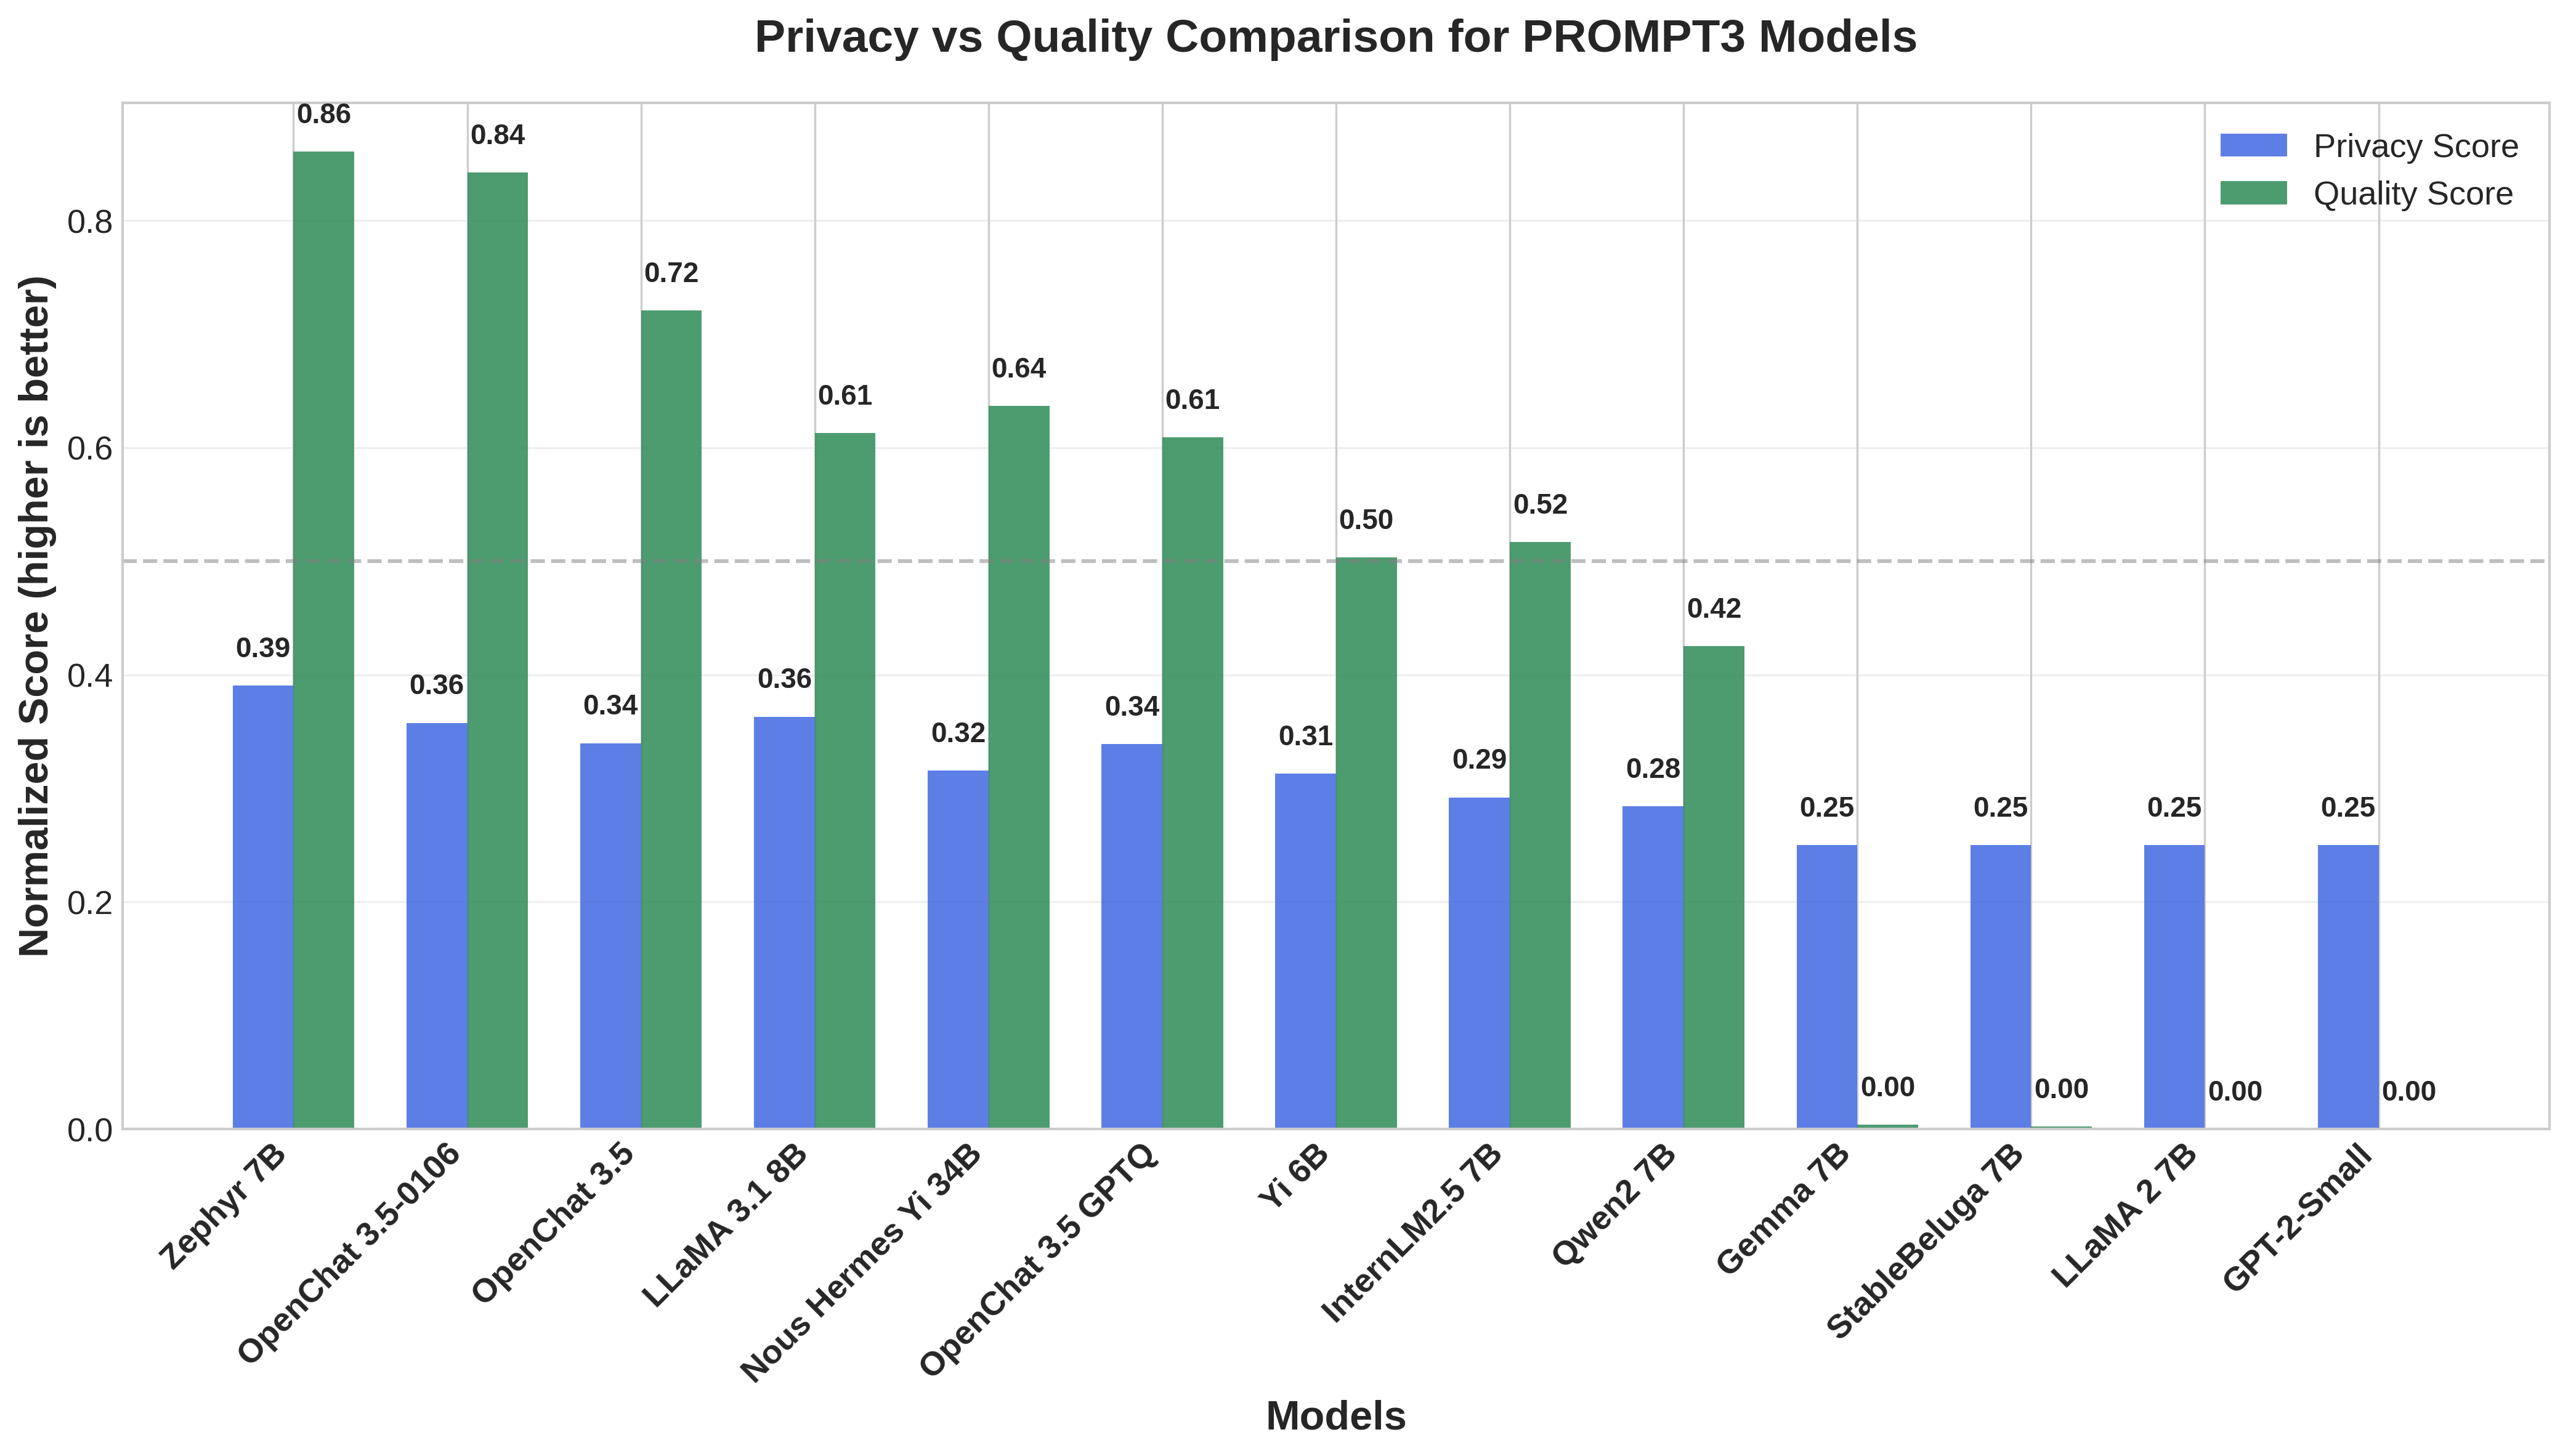 Privacy vs Quality Comparison for PROMPT3 Models
Privacy Score
Quality Score
Normalized Score (higher is better)
0.8
0.6
0.4
0.2
0.0
0.39
0.86
0.36
0.84
0.34
0.72
0.36
0.61
0.32
0.64
0.34
0.61
0.31
0.50
0.29
0.52
0.28
0.42
0.25
0.00
0.25
0.00
0.25
0.00
0.25
0.00
Zephyr 7B
OpenChat 3.5-0106
OpenChat 3.5
LLaMA 3.1 8B
Nous Hermes Yi 34B
OpenChat 3.5 GPTQ
Yi 6B
InternLM2.5 7B
Qwen2 7B
Gemma 7B
StableBeluga 7B
LLaMA 2 7B
GPT-2-Small
Models